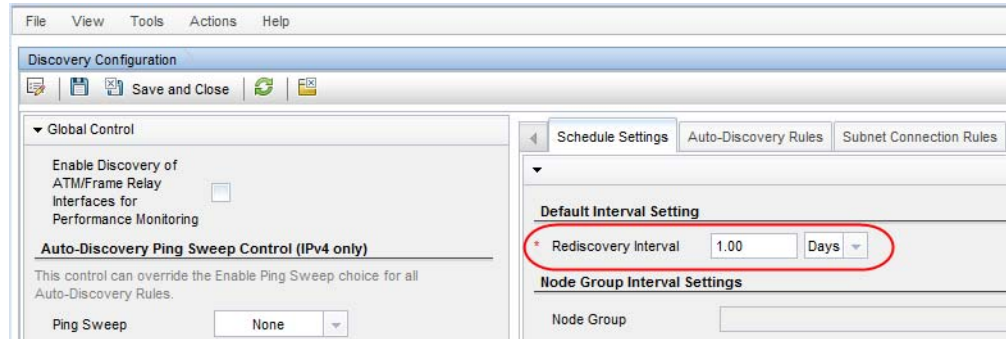 File View Tools Actions Help
Discovery Configuration
Save and Close
Global Control
Enable Discovery of
ATM/Frame Relay
Interfaces for
Performance Monitoring
Auto-Discovery Ping Sweep Control (IPv4 only)
This control can override the Enable Ping Sweep choice for all
Auto-Discovery Rules.
Ping Sweep None
Schedule Settings Auto-Discovery Rules Subnet Connection Rules
Default Interval Setting
* Rediscovery Interval 1.00 Days
Node Group Interval Settings
Node Group